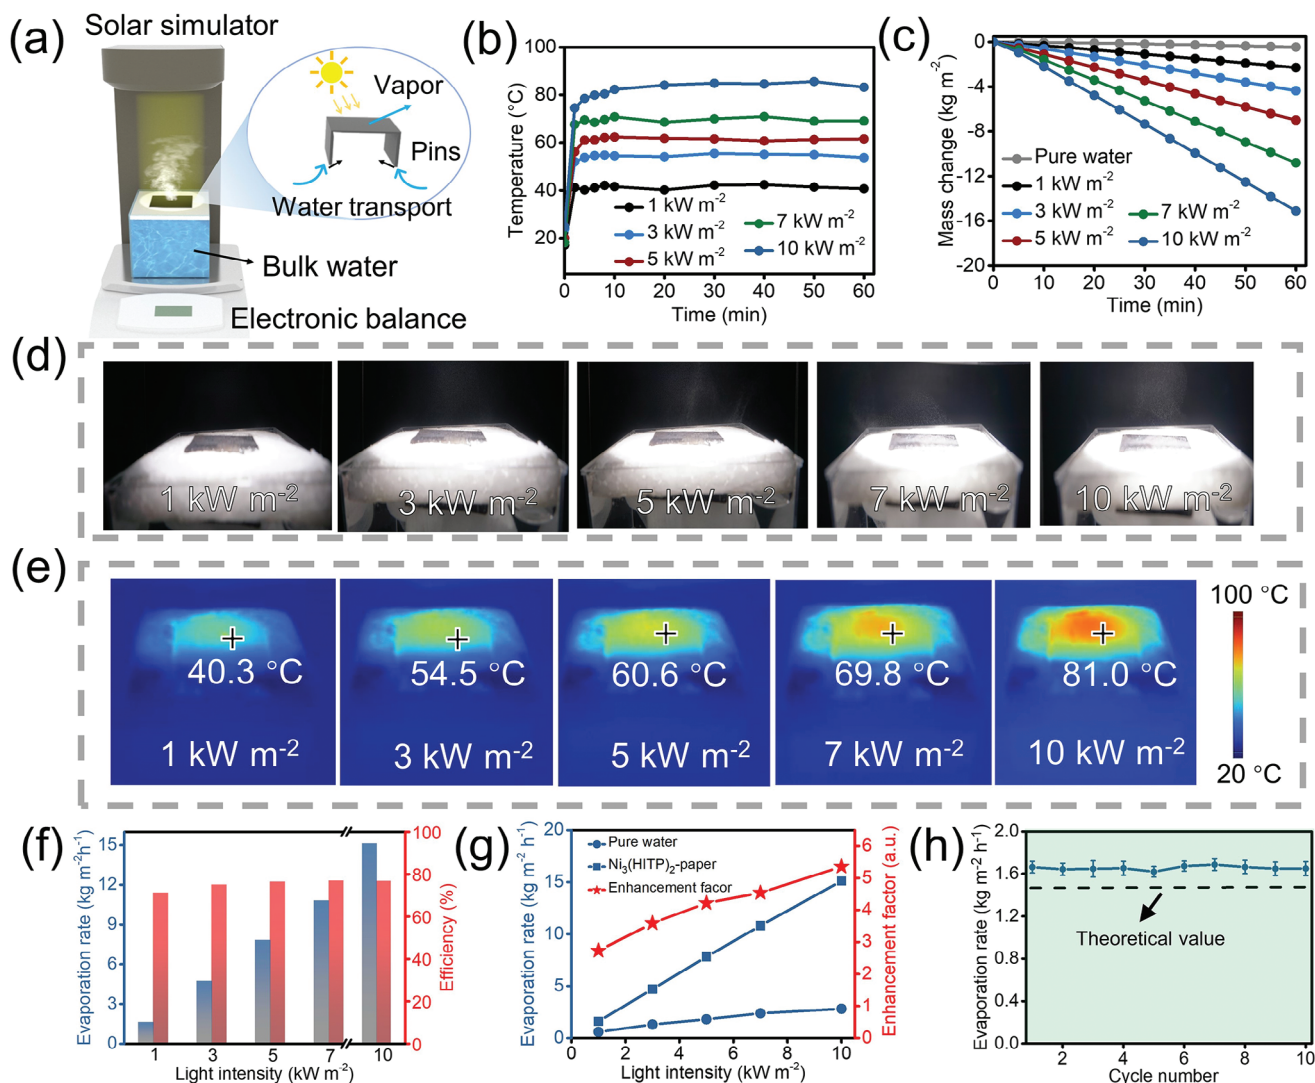 (a)
Solar simulator
Vapor
Pins
Water transport
Bulk water
Electronic balance
(b)
Temperature (°C)
100
80
60
40
20
0 10 20 30 40 50 60
Time (min)
1 kW m-2
3 kW m-2
5 kW m-2
7 kW m-2
10 kW m-2
(c)
Mass change (kg m-2)
0
-4
-8
-12
-16
-20
0 10 20 30 40 50 60
Time (min)
Pure water
1 kW m-2
3 kW m-2
5 kW m-2
7 kW m-2
10 kW m-2
(d)
1 kW m-2
3 kW m-2
5 kW m-2
7 kW m-2
10 kW m-2
(e)
40.3 °C
1 kW m-2
54.5 °C
3 kW m-2
60.6 °C
5 kW m-2
69.8 °C
7 kW m-2
81.0 °C
10 kW m-2
100 °C
20 °C
(f)
Evaporation rate (kg m-2h-1)
15
12
9
6
3
0
1 3 5 7 10
Light intensity (kW m-2)
100
80
60
40
20
0
Efficiency (%)
(g)
Evaporation rate (kg m-2 h-1)
20
15
10
5
0
0 2 4 6 8 10
Light intensity (kW m-2)
Pure water
Ni3(HITP)2-paper
Enhancement facor
6
5
4
3
2
1
0
Enhancement factor (a.u.)
(h)
Evaporation rate (kg m-2 h-1)
2.0
1.6
1.2
0.8
0.4
0.0
2 4 6 8 10
Cycle number
Theoretical value